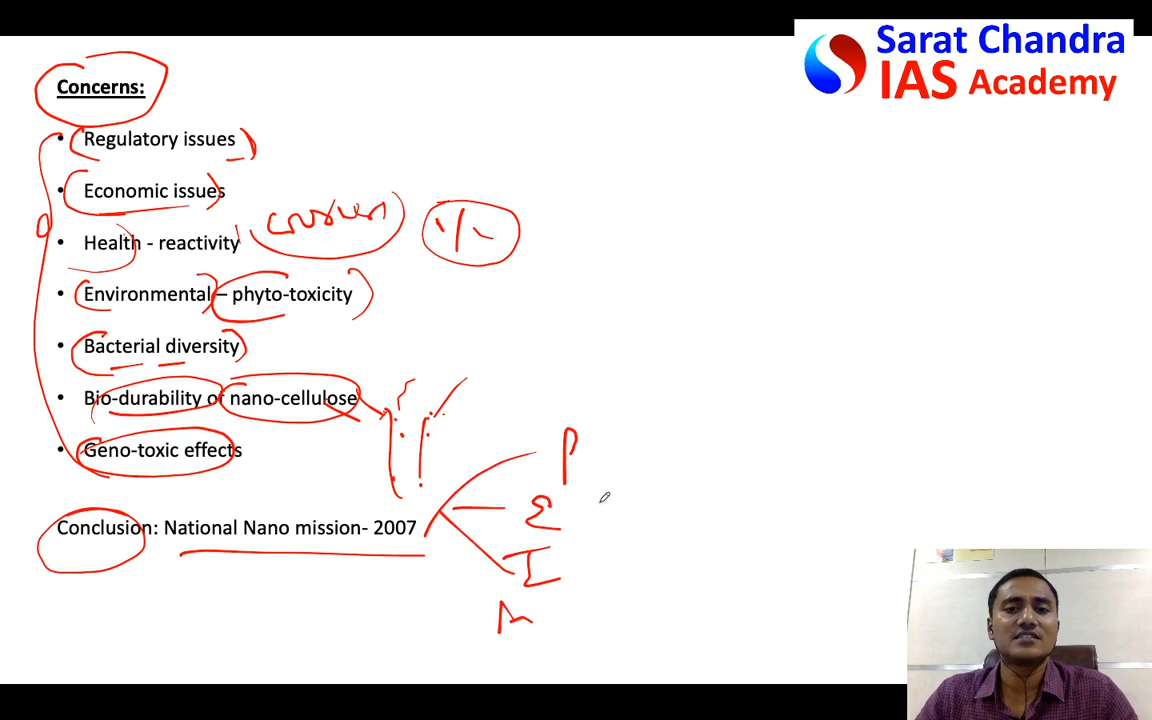 Sarat Chandra
IAS Academy
Concerns:
• Regulatory issues
• Economic issues
• Health - reactivity
• Environmental – phyto-toxicity
• Bacterial diversity
• Bio-durability of nano-cellulose
• Geno-toxic effects
Conclusion: National Nano mission- 2007
P
E
I